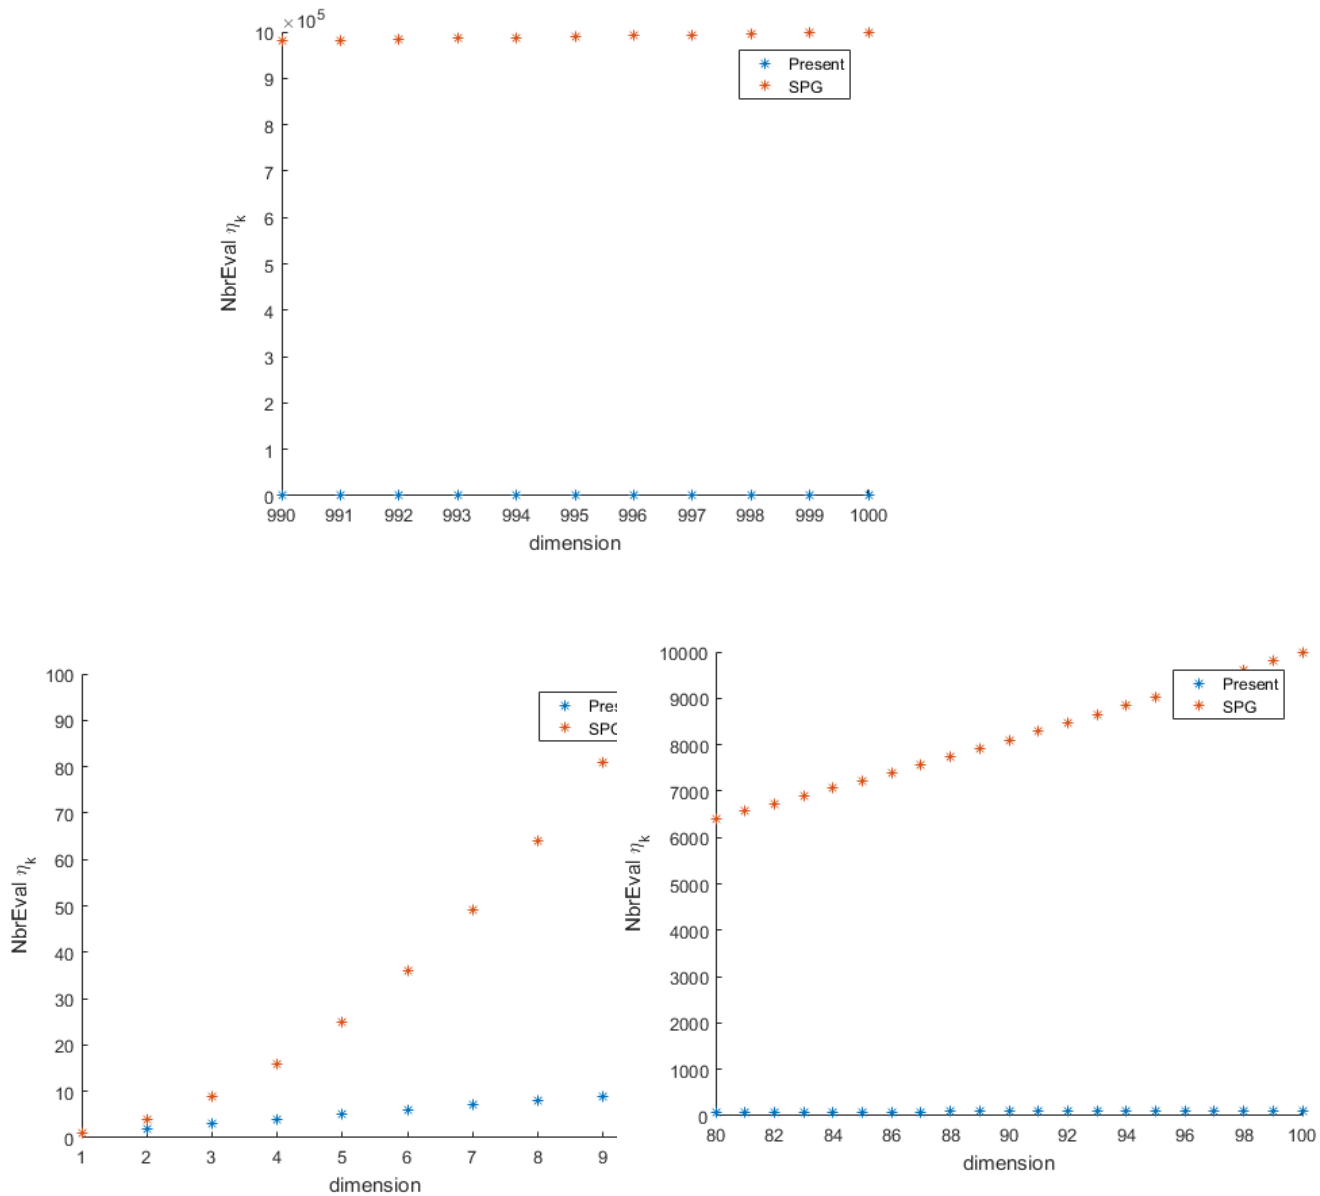 ×10^5
10
9
8
7
6
5
4
3
2
1
0
NbrEval η_k
Present
SPG
990 991 992 993 994 995 996 997 998 999 1000
dimension
100
90
80
70
60
50
40
30
20
10
0
NbrEval η_k
Pres
SPG
1 2 3 4 5 6 7 8 9
dimension
10000
9000
8000
7000
6000
5000
4000
3000
2000
1000
0
NbrEval η_k
Present
SPG
80 82 84 86 88 90 92 94 96 98 100
dimension